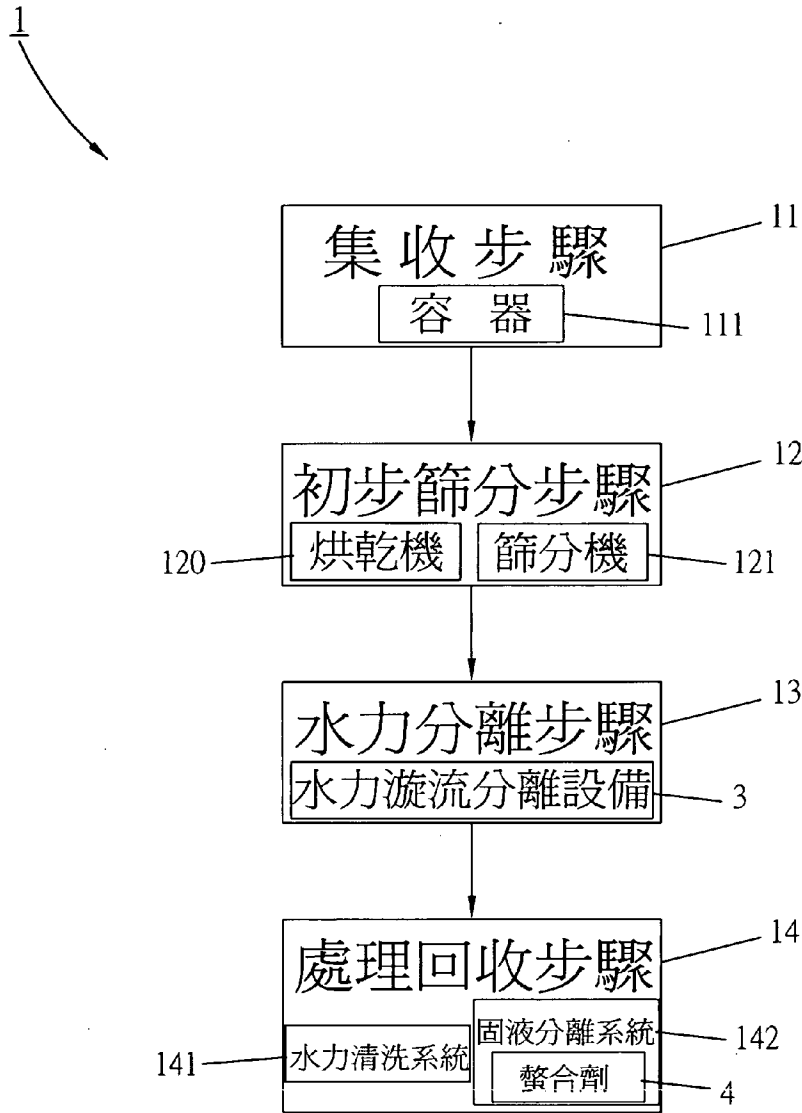 1
集收步驟
11
容器
111
初步篩分步驟
12
120
烘乾機
篩分機
121
水力分離步驟
13
水力漩流分離設備
3
處理回收步驟
14
141
水力清洗系統
固液分離系統
142
螯合劑
4